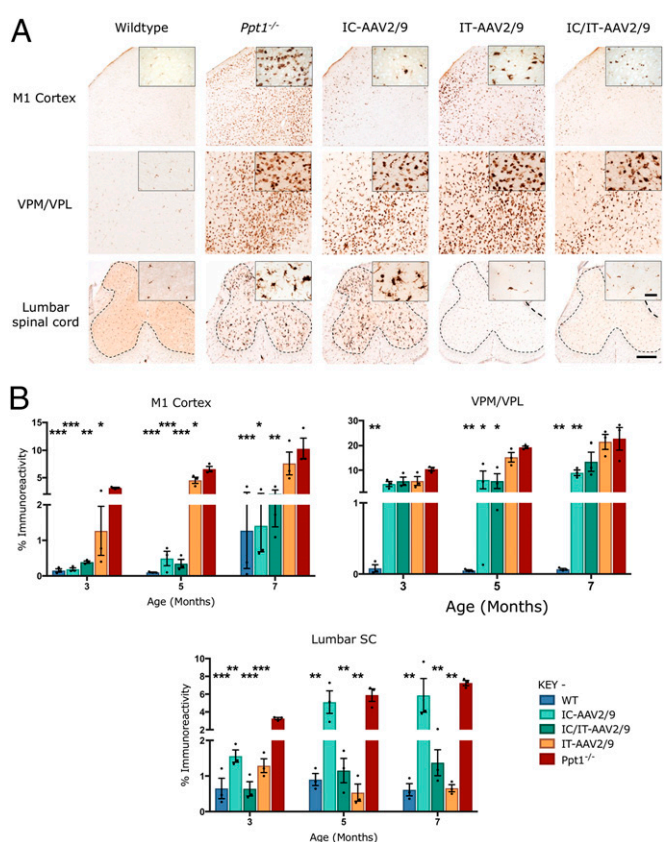 A
Wildtype Ppt1-/- IC-AAV2/9 IT-AAV2/9 IC/IT-AAV2/9
M1 Cortex
VPM/VPL
Lumbar
spinal cord
B
M1 Cortex
% Immunoreactivity
15
10
5
2
1
0
*** *** ** *
*** *** *** *
*** * **
3 5 7
Age (Months)
VPM/VPL
30
20
10
1
0
**
** * *
** **
3 5 7
Age (Months)
Lumbar SC
% Immunoreactivity
10
8
6
4
2
2
1
0
*** ** *** ***
** ** **
** ** **
3 5 7
Age (Months)
KEY -
WT
IC-AAV2/9
IC/IT-AAV2/9
IT-AAV2/9
Ppt1-/-